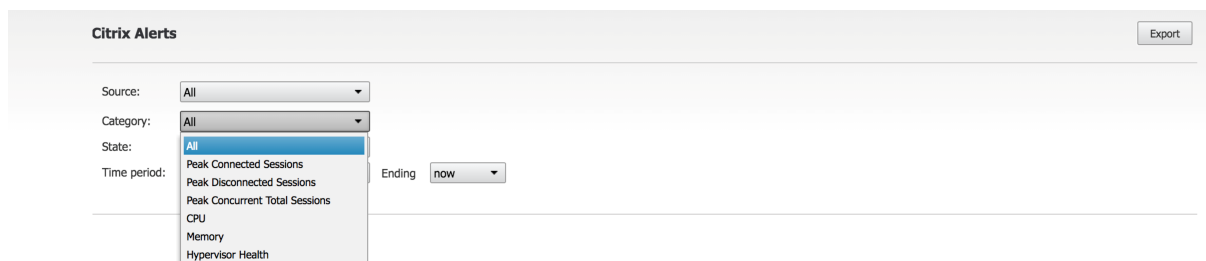 Citrix Alerts Export
Source: All
Category: All
State: All
Time period: Peak Connected Sessions Ending now
Peak Disconnected Sessions
Peak Concurrent Total Sessions
CPU
Memory
Hypervisor Health